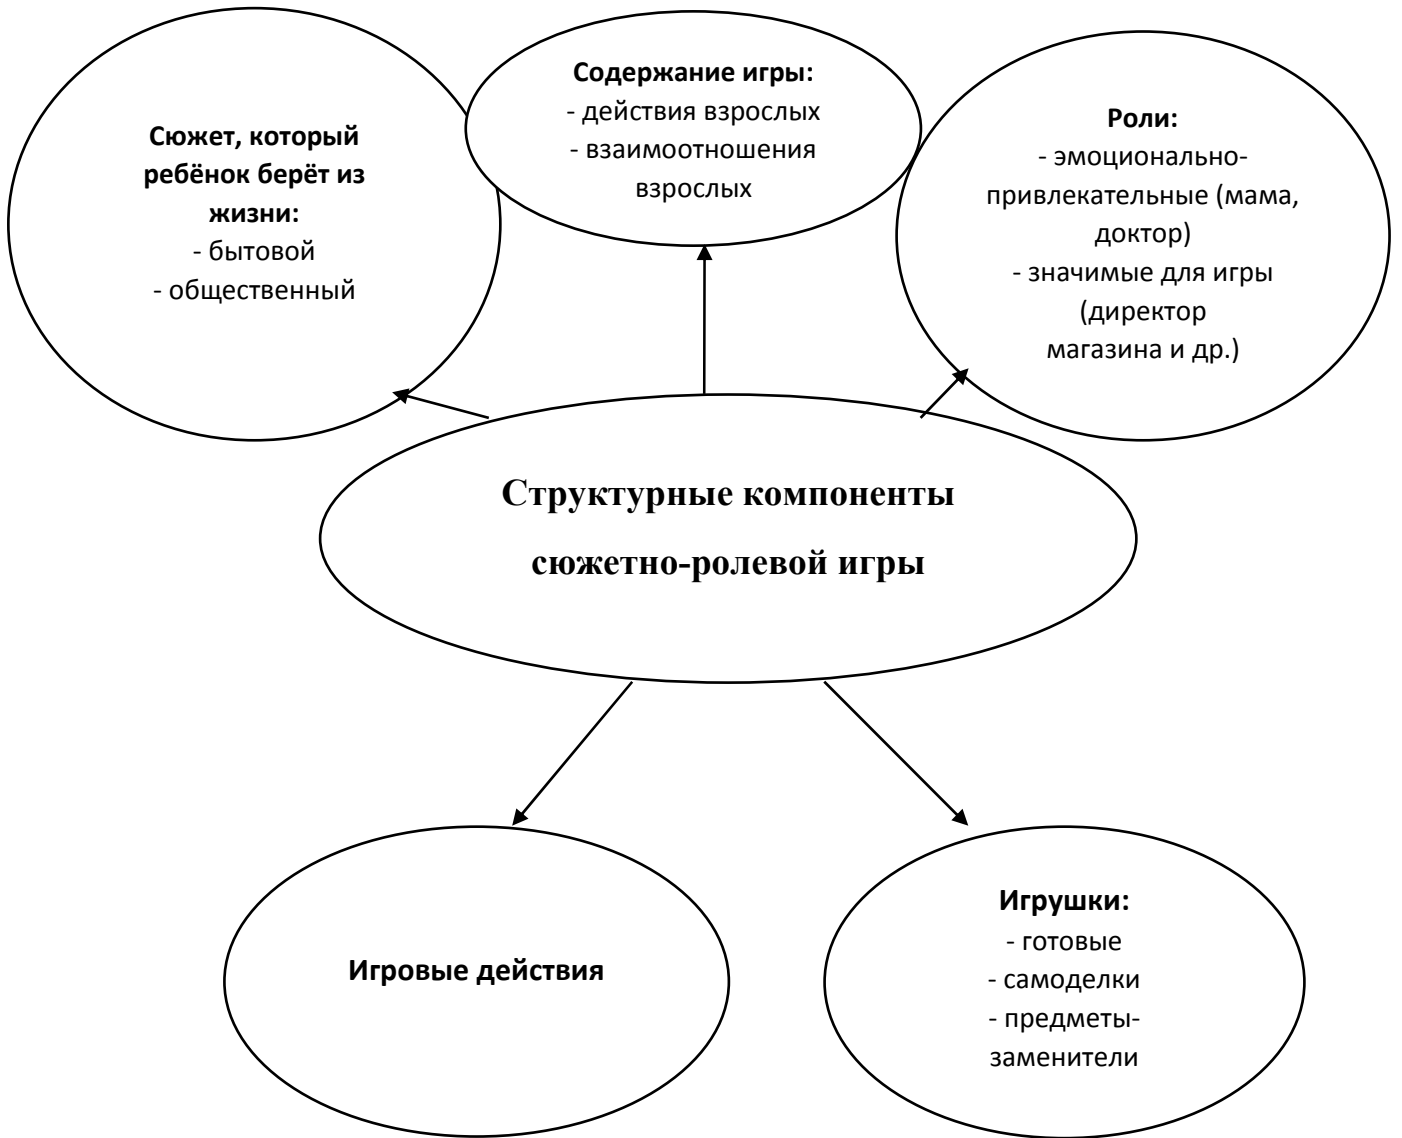 Сюжет, который
ребёнок берёт из
жизни:
- бытовой
- общественный
Содержание игры:
- действия взрослых
- взаимоотношения
взрослых
Роли:
- эмоционально-
привлекательные (мама,
доктор)
- значимые для игры
(директор
магазина и др.)
Структурные компоненты
сюжетно-ролевой игры
Игровые действия
Игрушки:
- готовые
- самоделки
- предметы-
заменители